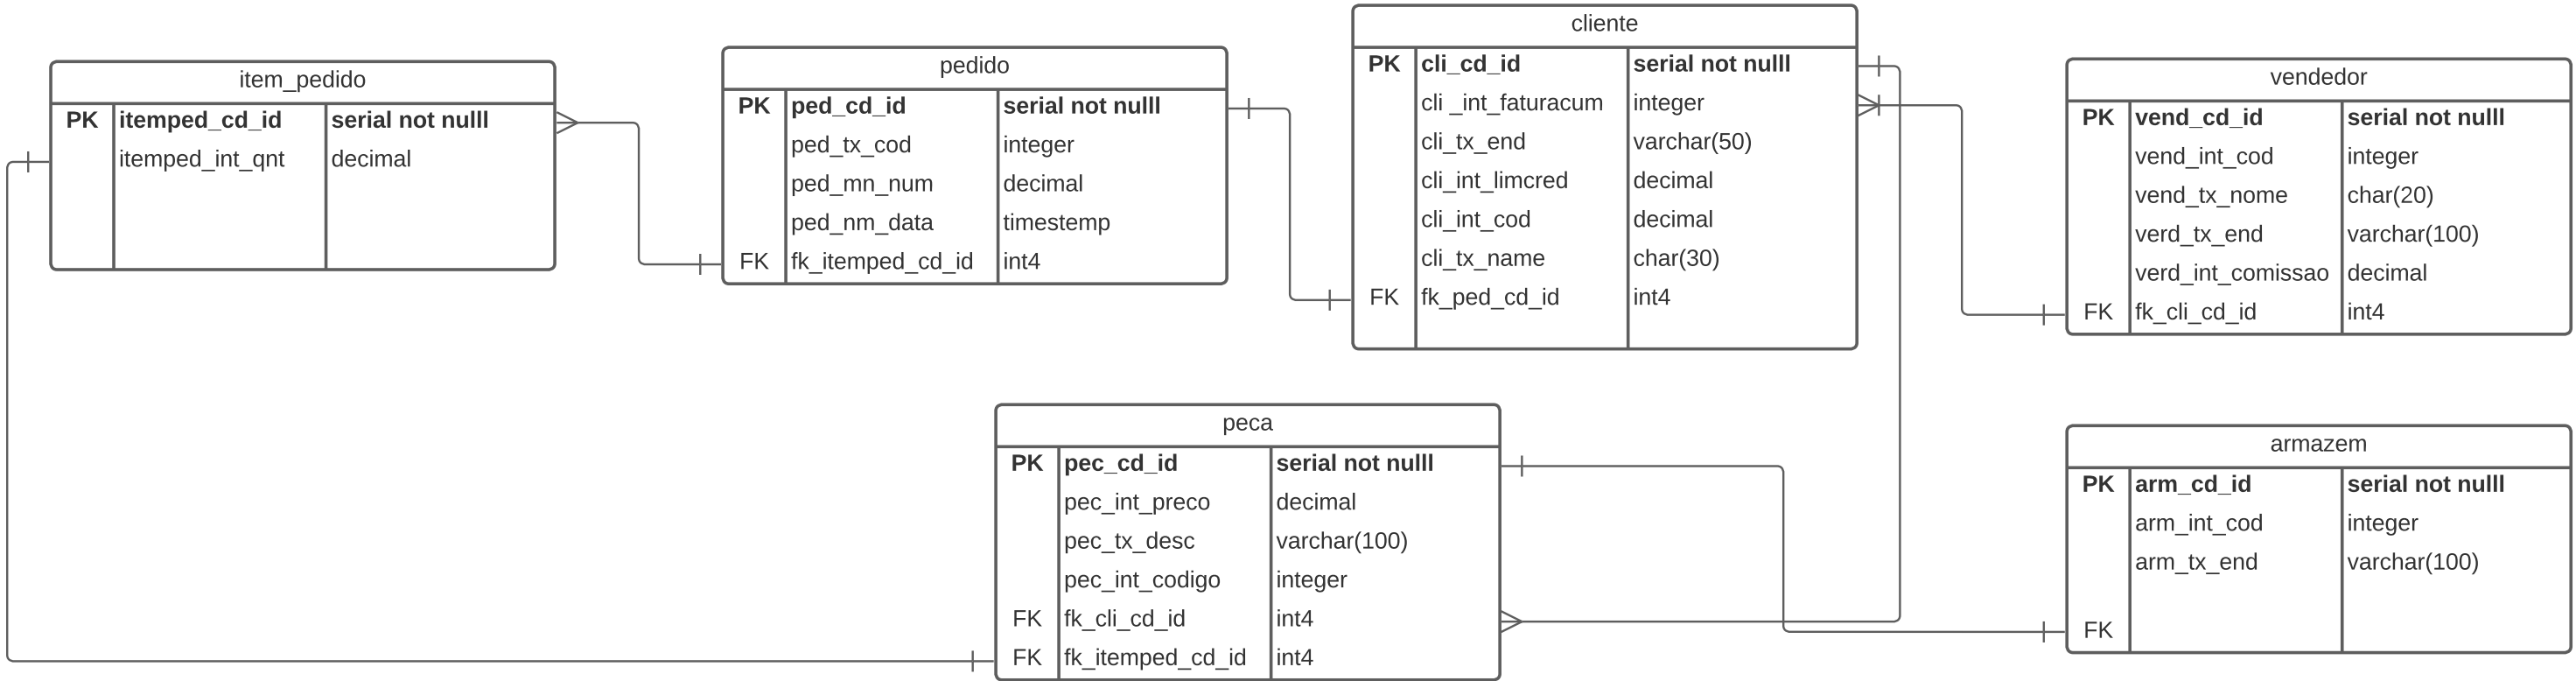 item_pedido
PK itemped_cd_id serial not nulll
itemped_int_qnt decimal
pedido
PK ped_cd_id serial not nulll
ped_tx_cod integer
ped_mn_num decimal
ped_nm_data timestemp
FK fk_itemped_cd_id int4
cliente
PK cli_cd_id serial not nulll
cli _int_faturacum integer
cli_tx_end varchar(50)
cli_int_limcred decimal
cli_int_cod decimal
cli_tx_name char(30)
FK fk_ped_cd_id int4
vendedor
PK vend_cd_id serial not nulll
vend_int_cod integer
vend_tx_nome char(20)
verd_tx_end varchar(100)
verd_int_comissao decimal
FK fk_cli_cd_id int4
peca
PK pec_cd_id serial not nulll
pec_int_preco decimal
pec_tx_desc varchar(100)
pec_int_codigo integer
FK fk_cli_cd_id int4
FK fk_itemped_cd_id int4
armazem
PK arm_cd_id serial not nulll
arm_int_cod integer
arm_tx_end varchar(100)
FK